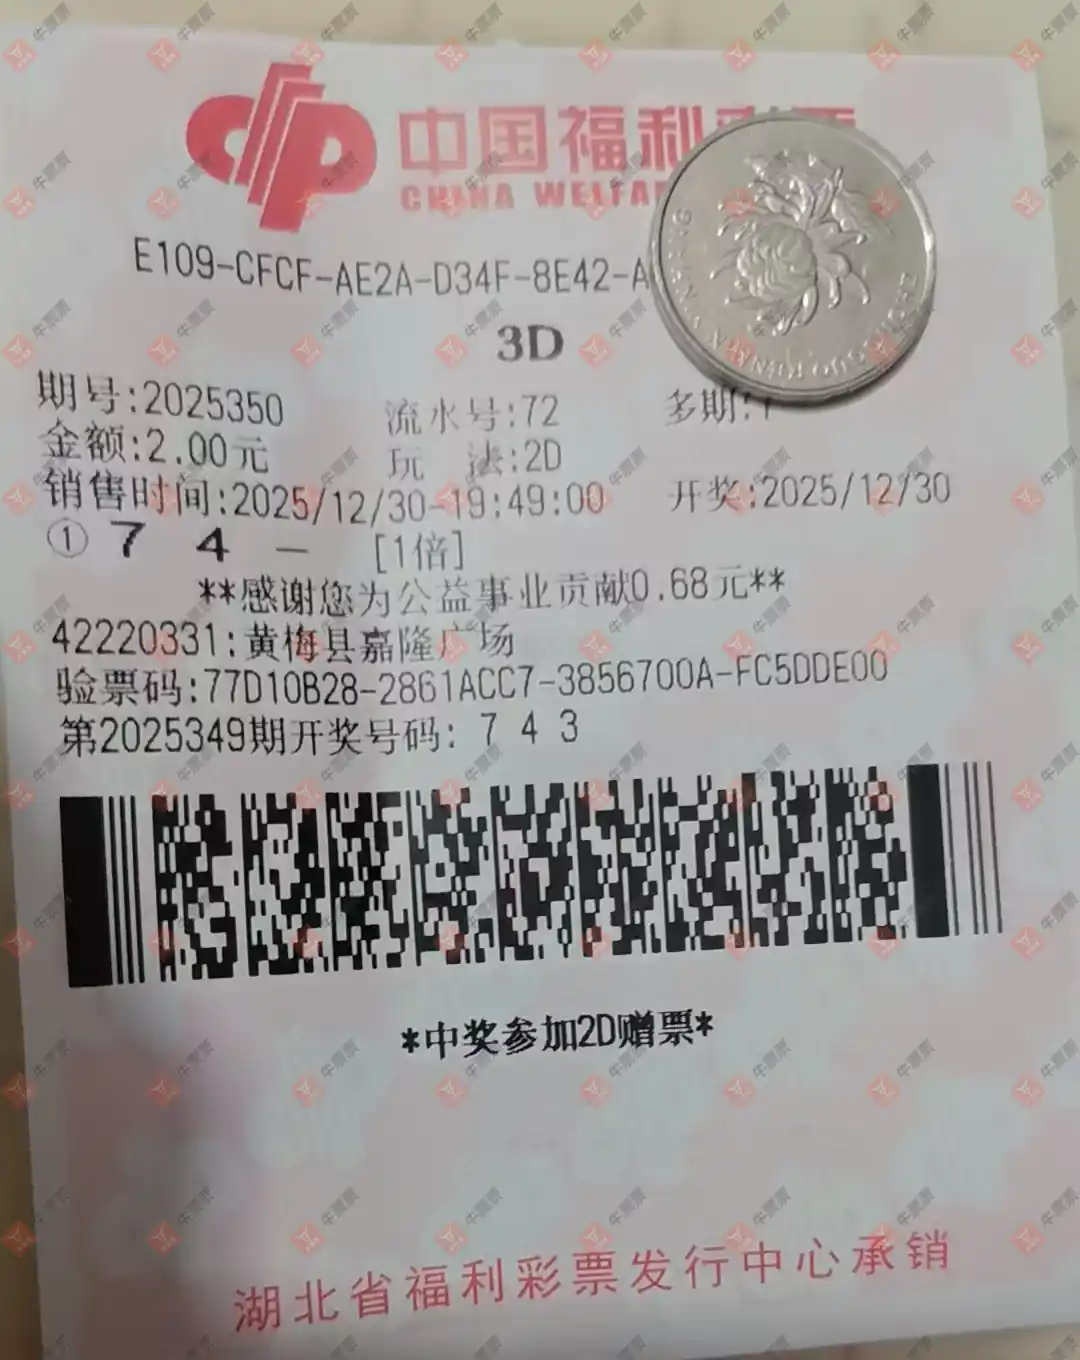 中国福利彩票
CHINA WELFA
E109-CFCF-AE2A-D34F-8E42-A
3D
期号:2025350 流水号:72 多期:1
金额:2.00元 玩 法:2D
销售时间:2025/12/30-19:49:00 开奖:2025/12/30
① 7 4 — [1倍]
**感谢您为公益事业贡献0.68元**
42220331:黄梅县嘉隆广场
验票码:77D10B28-2861ACC7-3856700A-FC5DDE00
第2025349期开奖号码: 7 4 3
*中奖参加2D赠票*
湖北省福利彩票发行中心承销
牛票票